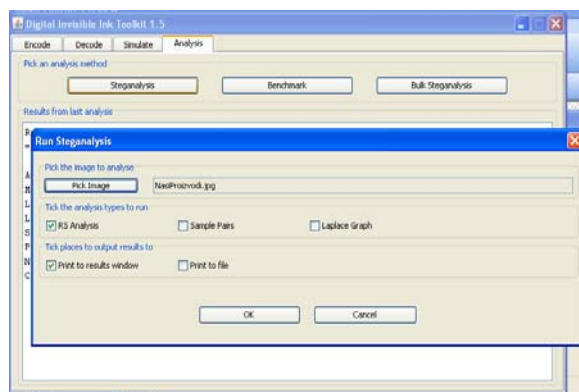 Digital Invisible Ink Toolkit 1.5
Encode Decode Simulate Analysis
Pick an analysis method
Steganalysis Benchmark Bulk Steganalysis
Results from last analysis
R
=
Run Steganalysis
A
Pick the image to analyse
M
Pick Image NasiProizvodi.jpg
L
Tick the analysis types to run
L
RS Analysis Sample Pairs Laplace Graph
S
Tick places to output results to
P
N
Print to results window Print to file
C
OK Cancel